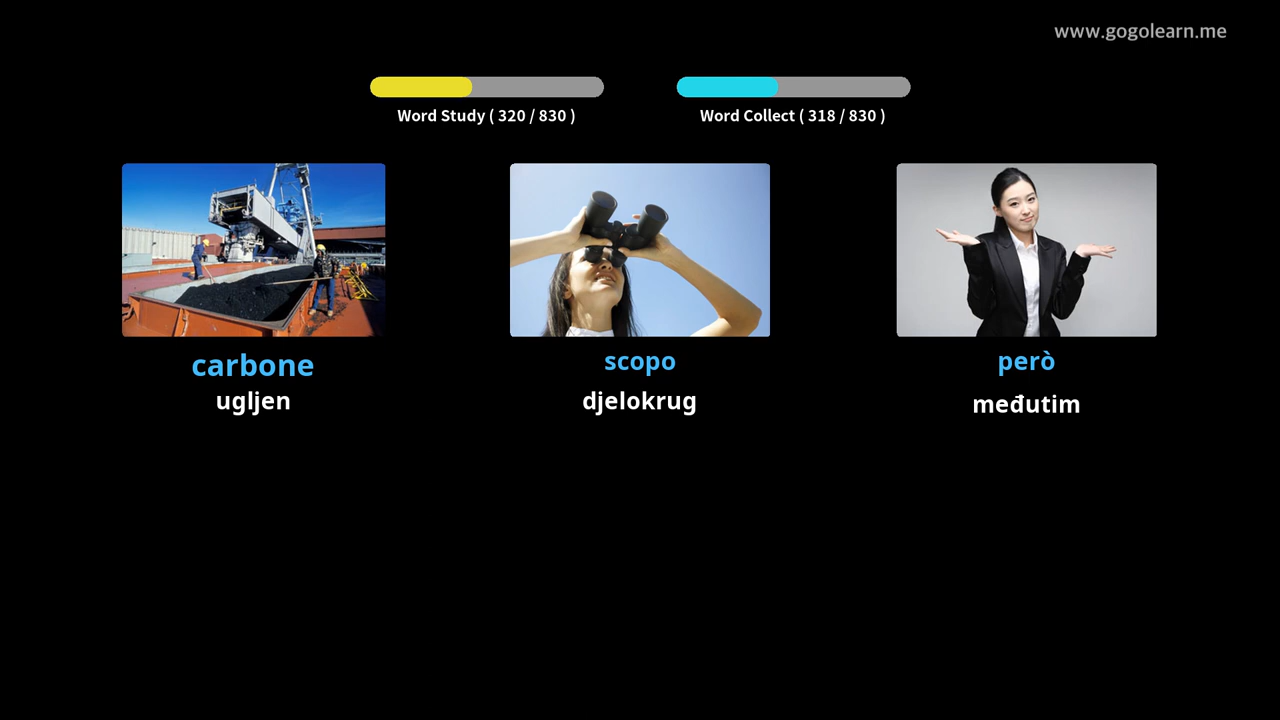 www.gogolearn.me
Word Study ( 320 / 830 )
Word Collect ( 318 / 830 )
carbone
ugljen
scopo
djelokrug
però
međutim